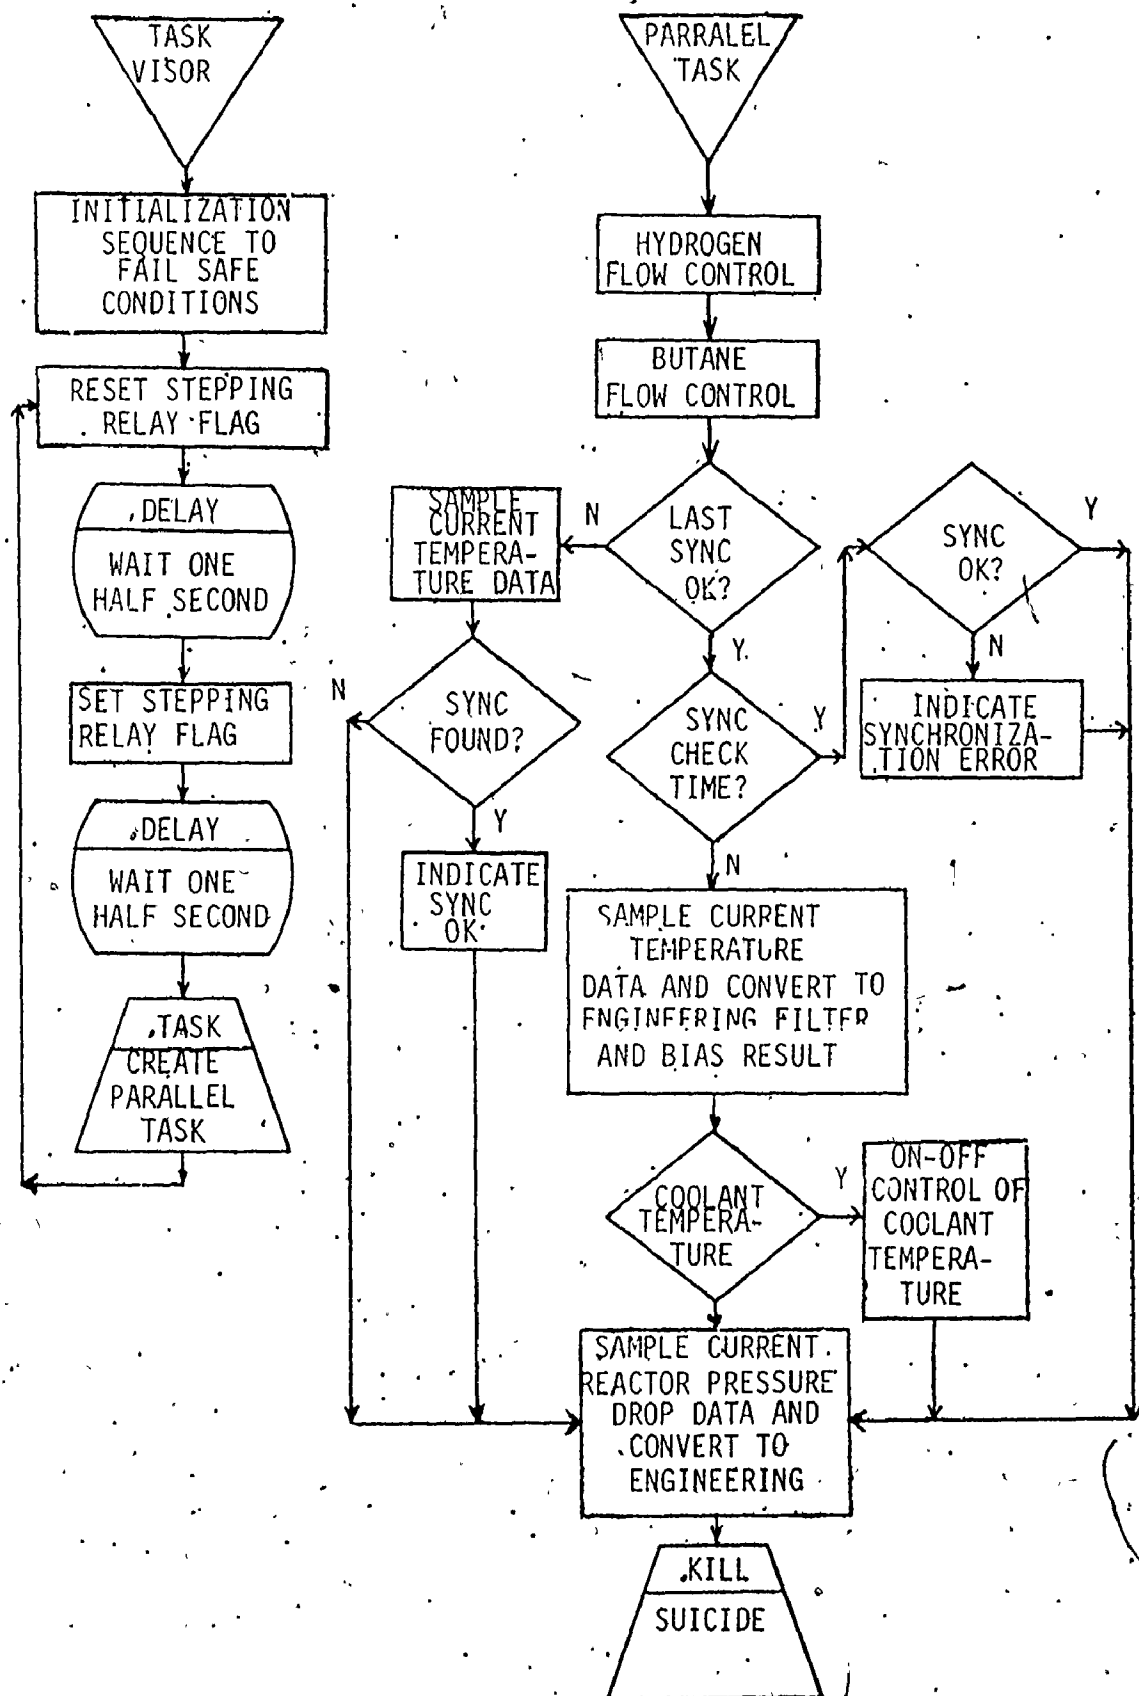 TASK
VISOR
INITIALIZATION
SEQUENCE TO
FAIL SAFE
CONDITIONS
RESET STEPPING
RELAY FLAG
.DELAY
WAIT ONE
HALF SECOND
SET STEPPING
RELAY FLAG
.DELAY
WAIT ONE
HALF SECOND
.TASK
CREATE
PARALLEL
TASK
PARRALEL
TASK
HYDROGEN
FLOW CONTROL
BUTANE
FLOW CONTROL
LAST
SYNC
OK?
N
Y
SAMPLE
CURRENT
TEMPERA-
TURE DATA
SYNC
FOUND?
N
Y
INDICATE
SYNC
OK
SYNC
CHECK
TIME?
Y
N
SYNC
OK?
Y
N
INDICATE
SYNCHRONIZA-
TION ERROR
SAMPLE CURRENT
TEMPERATURE
DATA AND CONVERT TO
ENGINEERING FILTER
AND BIAS RESULT
COOLANT
TEMPERA-
TURE
Y
ON-OFF
CONTROL OF
COOLANT
TEMPERA-
TURE
SAMPLE CURRENT
REACTOR PRESSURE
DROP DATA AND
CONVERT TO
ENGINEERING
.KILL
SUICIDE